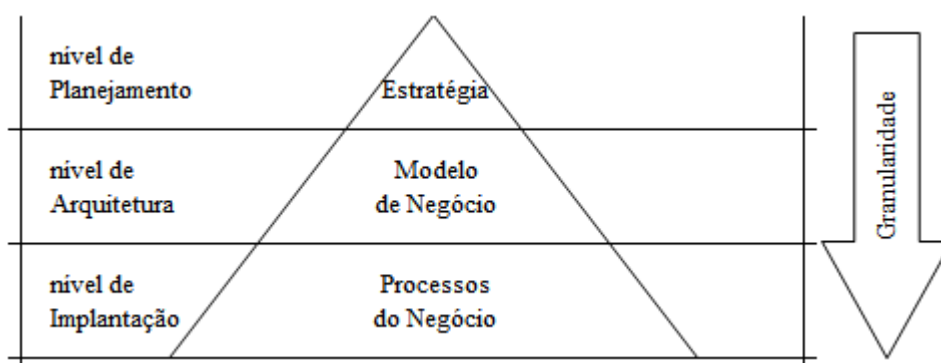 nível de
Planejamento
Estratégia
nível de
Arquitetura
Modelo
de Negócio
nível de
Implantação
Processos
do Negócio
Granularidade